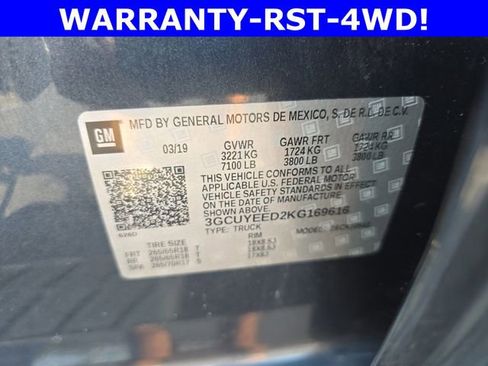 WARRANTY-RST-4WD!
GM
MFD BY GENERAL MOTORS DE MEXICO, S. DE R.L. DE C.V.
03/19 GVWR GAWR FRT GAWR RR
3221 KG 1724 KG 1724 KG
7100 LB 3800 LB 3800 LB
THIS VEHICLE CONFORMS TO ALL
APPLICABLE U.S. FEDERAL MOTOR
VEHICLE SAFETY STANDARDS IN EFFECT
ON THE DATE OF MANUFACTURE SHOWN ABOVE.
3GCUYEED2KG169616
TYPE: TRUCK
TIRE SIZE RIM
FRT 265/65R18 T 18X8.5J
RR 265/65R18 T 18X8.5J
SPA 265/70R17 S 17X8J